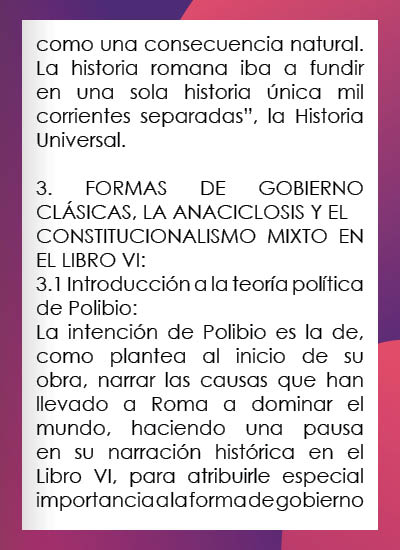 como una consecuencia natural.
La historia romana iba a fundir
en una sola historia única mil
corrientes separadas”, la Historia
Universal.
3. FORMAS DE GOBIERNO
CLÁSICAS, LA ANACICLOSIS Y EL
CONSTITUCIONALISMO MIXTO EN
EL LIBRO VI:
3.1 Introducción a la teoría política
de Polibio:
La intención de Polibio es la de,
como plantea al inicio de su
obra, narrar las causas que han
llevado a Roma a dominar el
mundo, haciendo una pausa
en su narración histórica en el
Libro VI, para atribuirle especial
importancia a la forma de gobierno